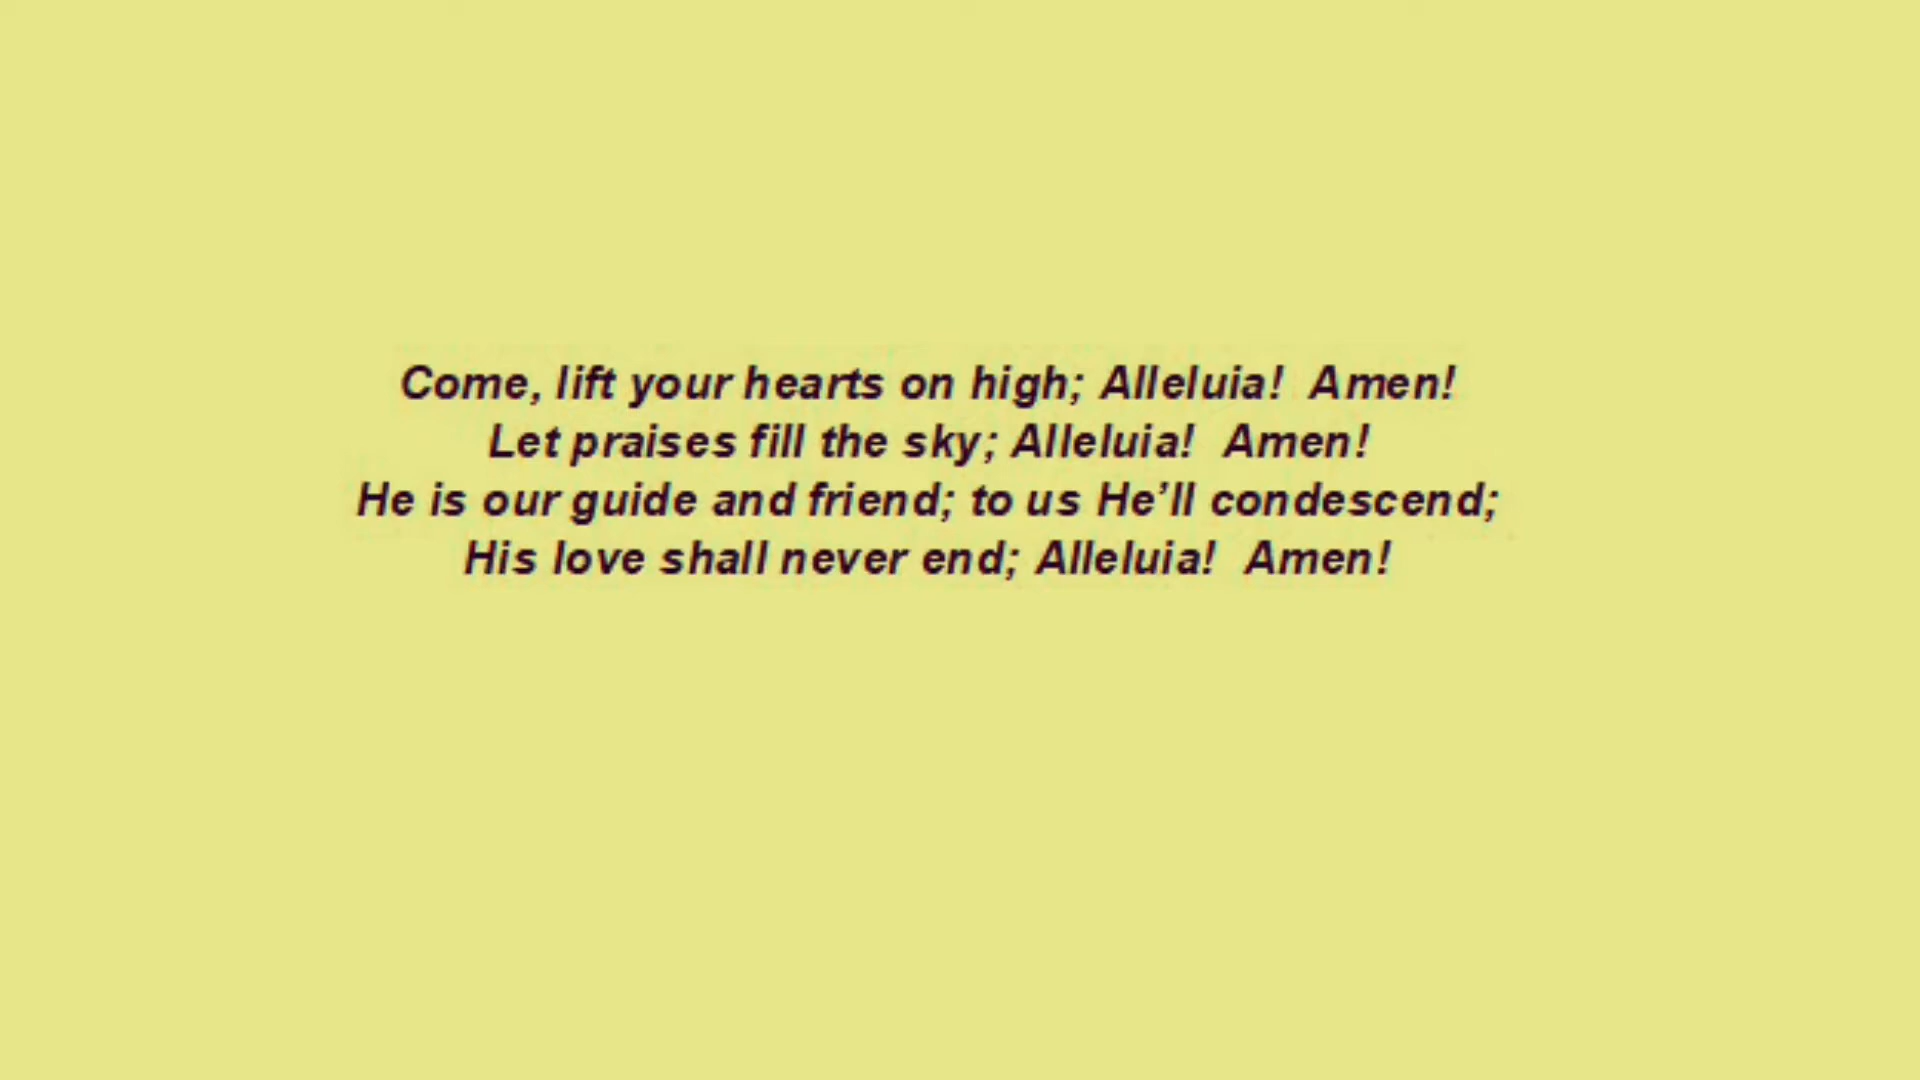 Come, lift your hearts on high; Alleluia!  Amen!
Let praises fill the sky; Alleluia!  Amen!
He is our guide and friend; to us He’ll condescend;
His love shall never end; Alleluia!  Amen!